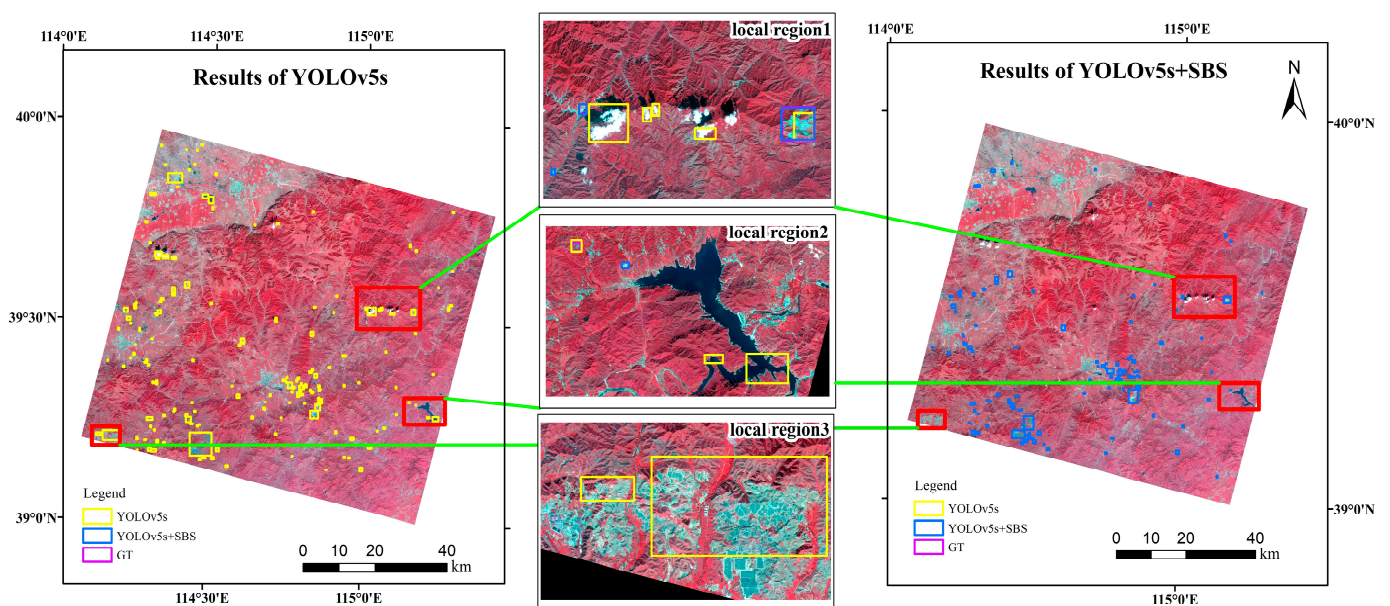 114°0'E
114°30'E
115°0'E
Results of YOLOv5s
40°0'N
39°30'N
39°0'N
Legend
YOLOv5s
YOLOv5s+SBS
GT
0 10 20 40
km
114°30'E
115°0'E
local region1
local region2
local region3
114°0'E
115°0'E
Results of YOLOv5s+SBS
N
40°0'N
39°0'N
Legend
YOLOv5s
YOLOv5s+SBS
GT
0 10 20 40
km
115°0'E